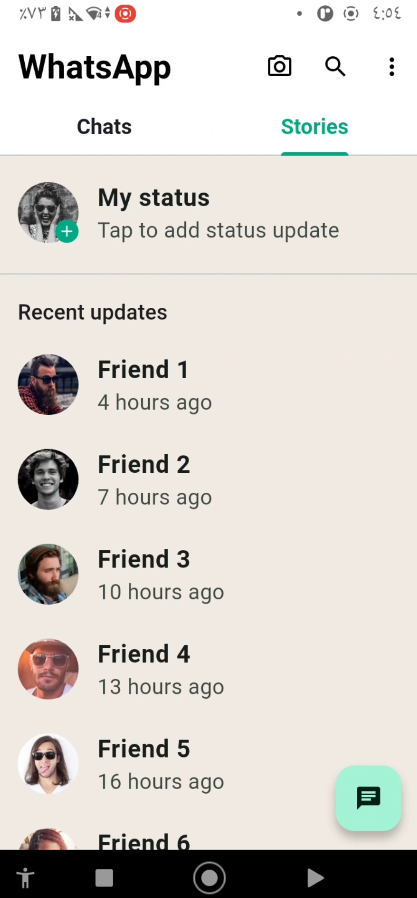 ٪٧٣ ٤:٥٤
WhatsApp
Chats Stories
My status
Tap to add status update
Recent updates
Friend 1
4 hours ago
Friend 2
7 hours ago
Friend 3
10 hours ago
Friend 4
13 hours ago
Friend 5
16 hours ago
Friend 6